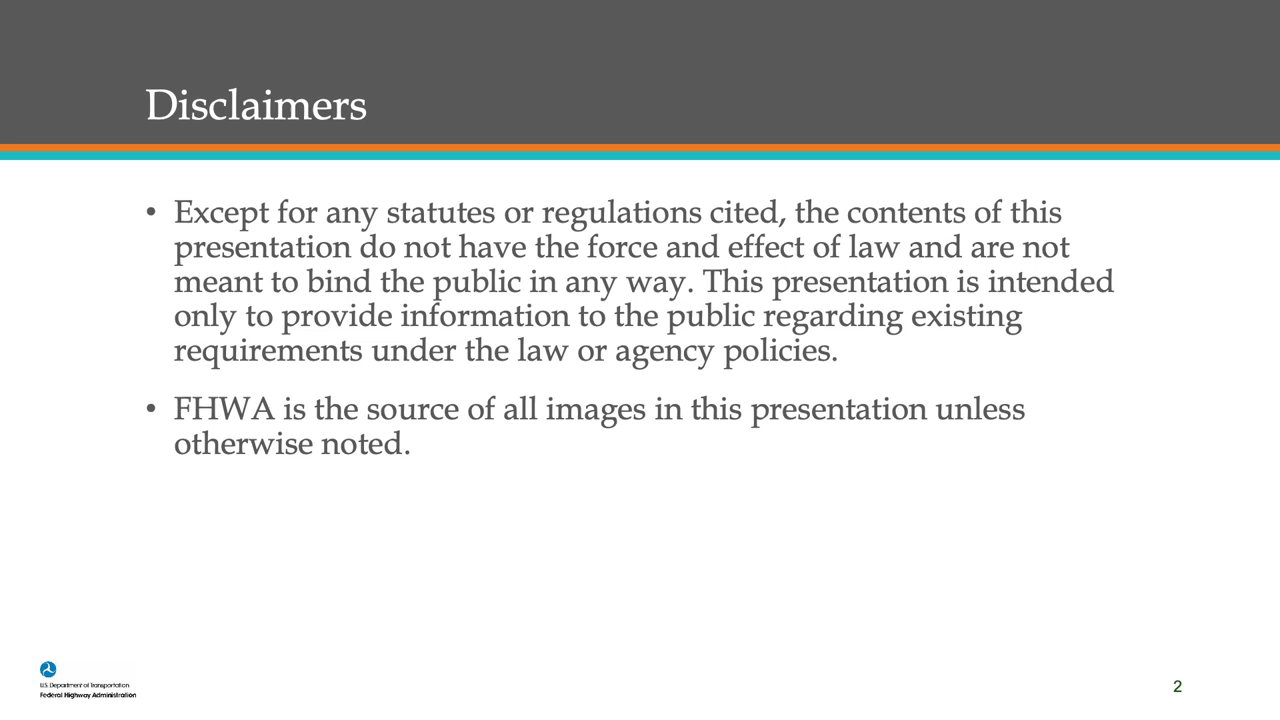 Disclaimers
• Except for any statutes or regulations cited, the contents of this
presentation do not have the force and effect of law and are not
meant to bind the public in any way. This presentation is intended
only to provide information to the public regarding existing
requirements under the law or agency policies.
• FHWA is the source of all images in this presentation unless
otherwise noted.
U.S. Department of Transportation
Federal Highway Administration
2